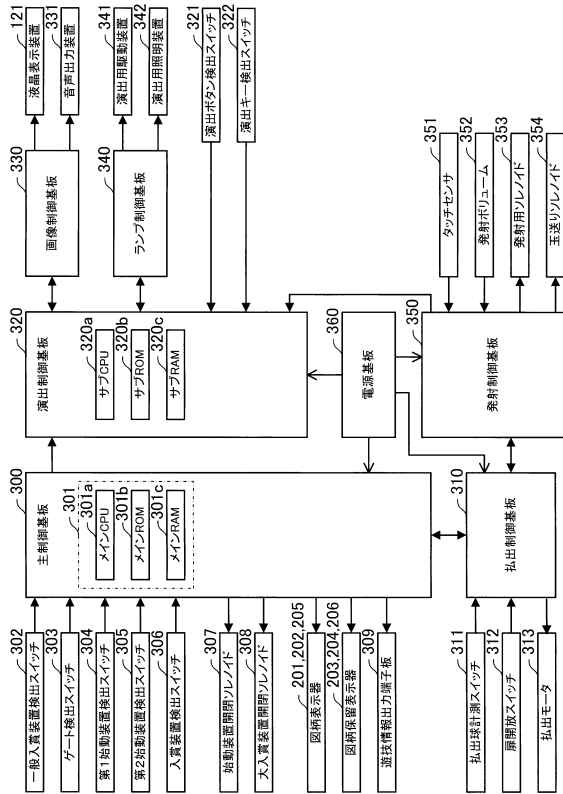 302
一般入賞装置検出スイッチ
303
ゲート検出スイッチ
304
第1始動装置検出スイッチ
305
第2始動装置検出スイッチ
306
入賞装置検出スイッチ
307
始動装置開閉ソレノイド
308
大入賞装置開閉ソレノイド
201,202,205
図柄表示器
203,204,206
図柄保留表示器
309
遊技情報出力端子板
311
払出球計測スイッチ
312
扉開放スイッチ
313
払出モータ
300
主制御基板
301
301a
メインCPU
301b
メインROM
301c
メインRAM
310
払出制御基板
320
演出制御基板
320a
サブCPU
320b
サブROM
320c
サブRAM
360
電源基板
350
発射制御基板
330
画像制御基板
340
ランプ制御基板
121
液晶表示装置
331
音声出力装置
341
演出用駆動装置
342
演出用照明装置
321
演出ボタン検出スイッチ
322
演出キー検出スイッチ
351
タッチセンサ
352
発射ボリューム
353
発射用ソレノイド
354
玉送りソレノイド